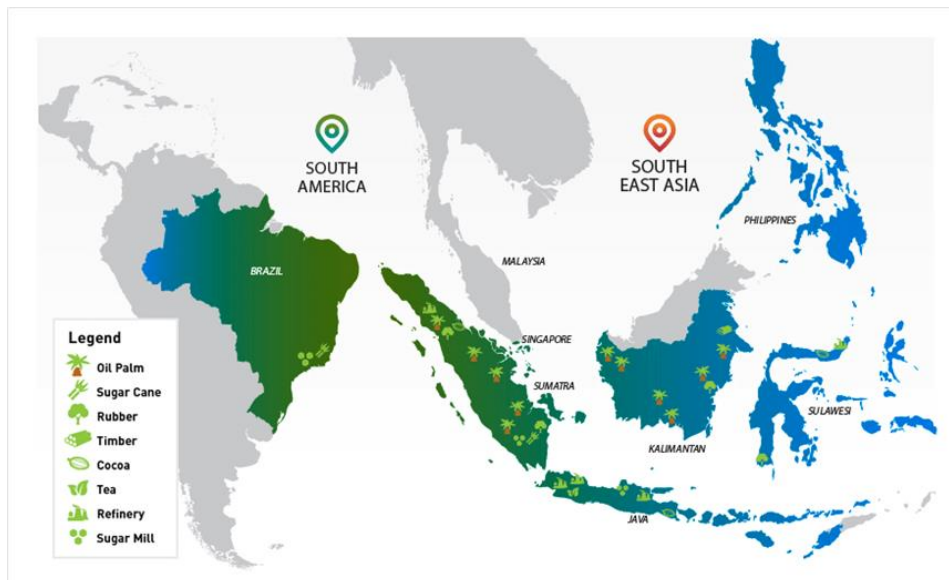 SOUTH
AMERICA
SOUTH
EAST ASIA
PHILIPPINES
MALAYSIA
BRAZIL
SINGAPORE
SUMATRA
SULAWESI
KALIMANTAN
JAVA
Legend
Oil Palm
Sugar Cane
Rubber
Timber
Cocoa
Tea
Refinery
Sugar Mill